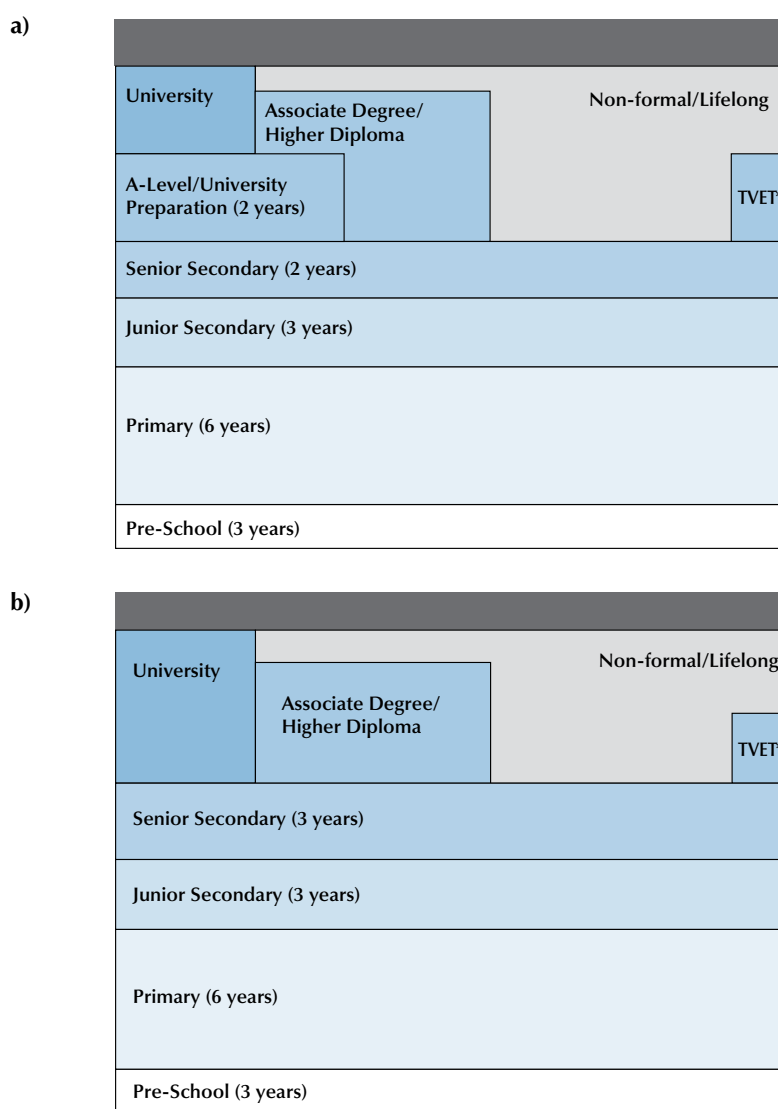 a)
University
Associate Degree/
Higher Diploma
Non-formal/Lifelong
A-Level/University
Preparation (2 years)
TVET*
Senior Secondary (2 years)
Junior Secondary (3 years)
Primary (6 years)
Pre-School (3 years)
b)
University
Associate Degree/
Higher Diploma
Non-formal/Lifelong
TVET*
Senior Secondary (3 years)
Junior Secondary (3 years)
Primary (6 years)
Pre-School (3 years)